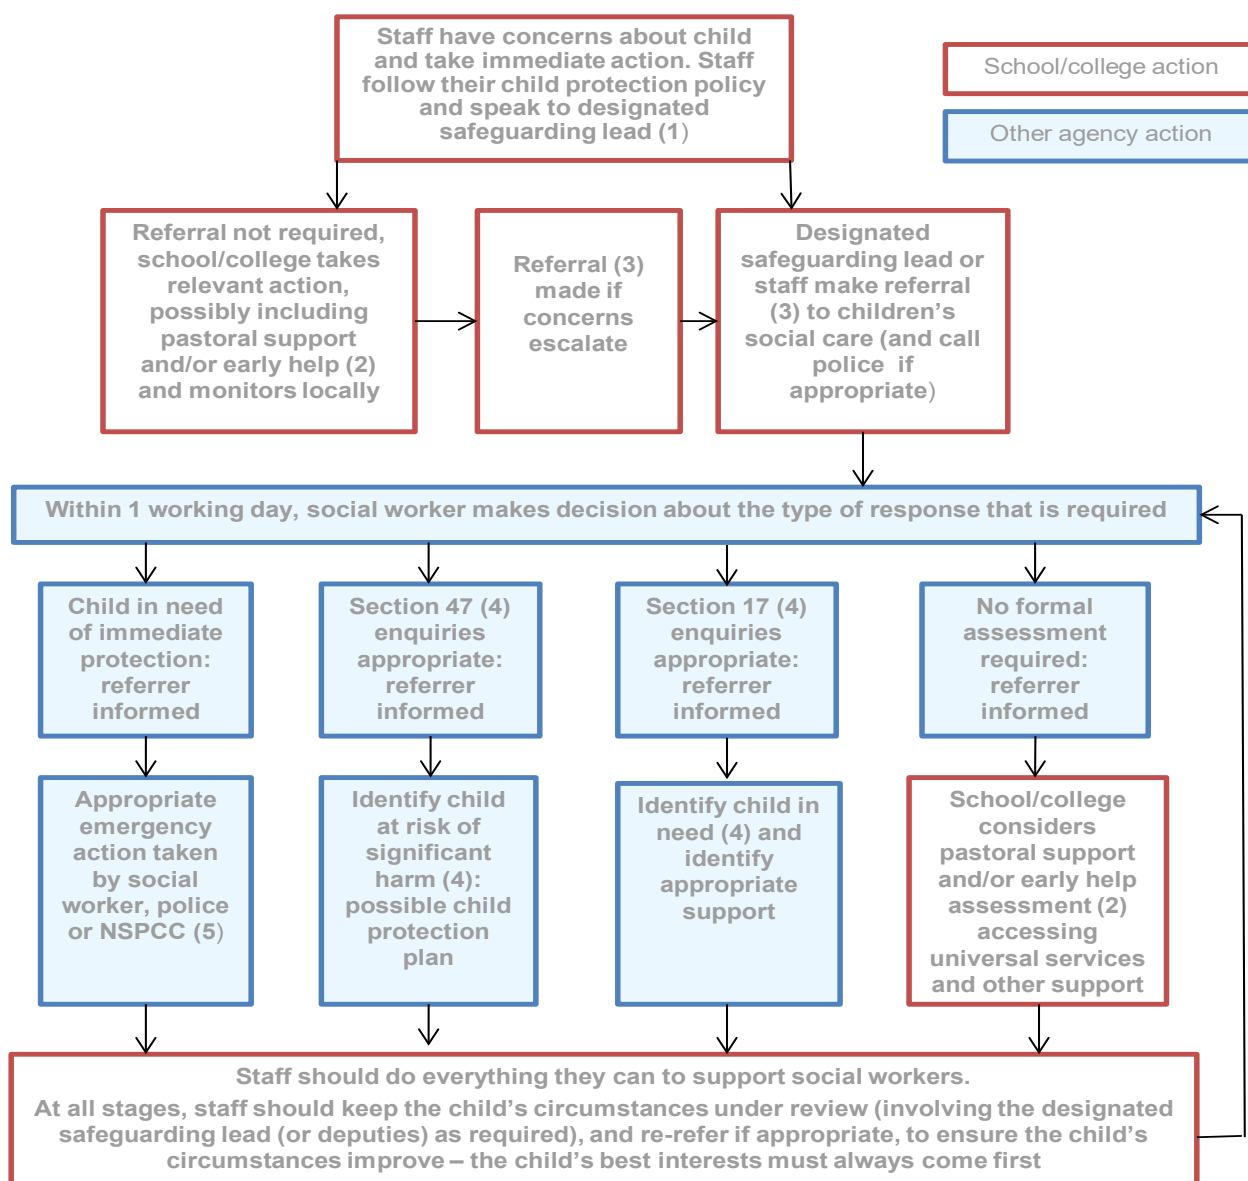 Staff have concerns about child
and take immediate action. Staff
follow their child protection policy
and speak to designated
safeguarding lead (1)
School/college action
Other agency action
Referral not required,
school/college takes
relevant action,
possibly including
pastoral support
and/or early help (2)
and monitors locally
Referral (3)
made if
concerns
escalate
Designated
safeguarding lead or
staff make referral
(3) to children’s
social care (and call
police if
appropriate)
Within 1 working day, social worker makes decision about the type of response that is required
Child in need
of immediate
protection:
referrer
informed
Section 47 (4)
enquiries
appropriate:
referrer
informed
Section 17 (4)
enquiries
appropriate:
referrer
informed
No formal
assessment
required:
referrer
informed
Appropriate
emergency
action taken
by social
worker, police
or NSPCC (5)
Identify child
at risk of
significant
harm (4):
possible child
protection
plan
Identify child in
need (4) and
identify
appropriate
support
School/college
considers
pastoral support
and/or early help
assessment (2)
accessing
universal services
and other support
Staff should do everything they can to support social workers.
At all stages, staff should keep the child’s circumstances under review (involving the designated
safeguarding lead (or deputies) as required), and re-refer if appropriate, to ensure the child’s
circumstances improve – the child’s best interests must always come first